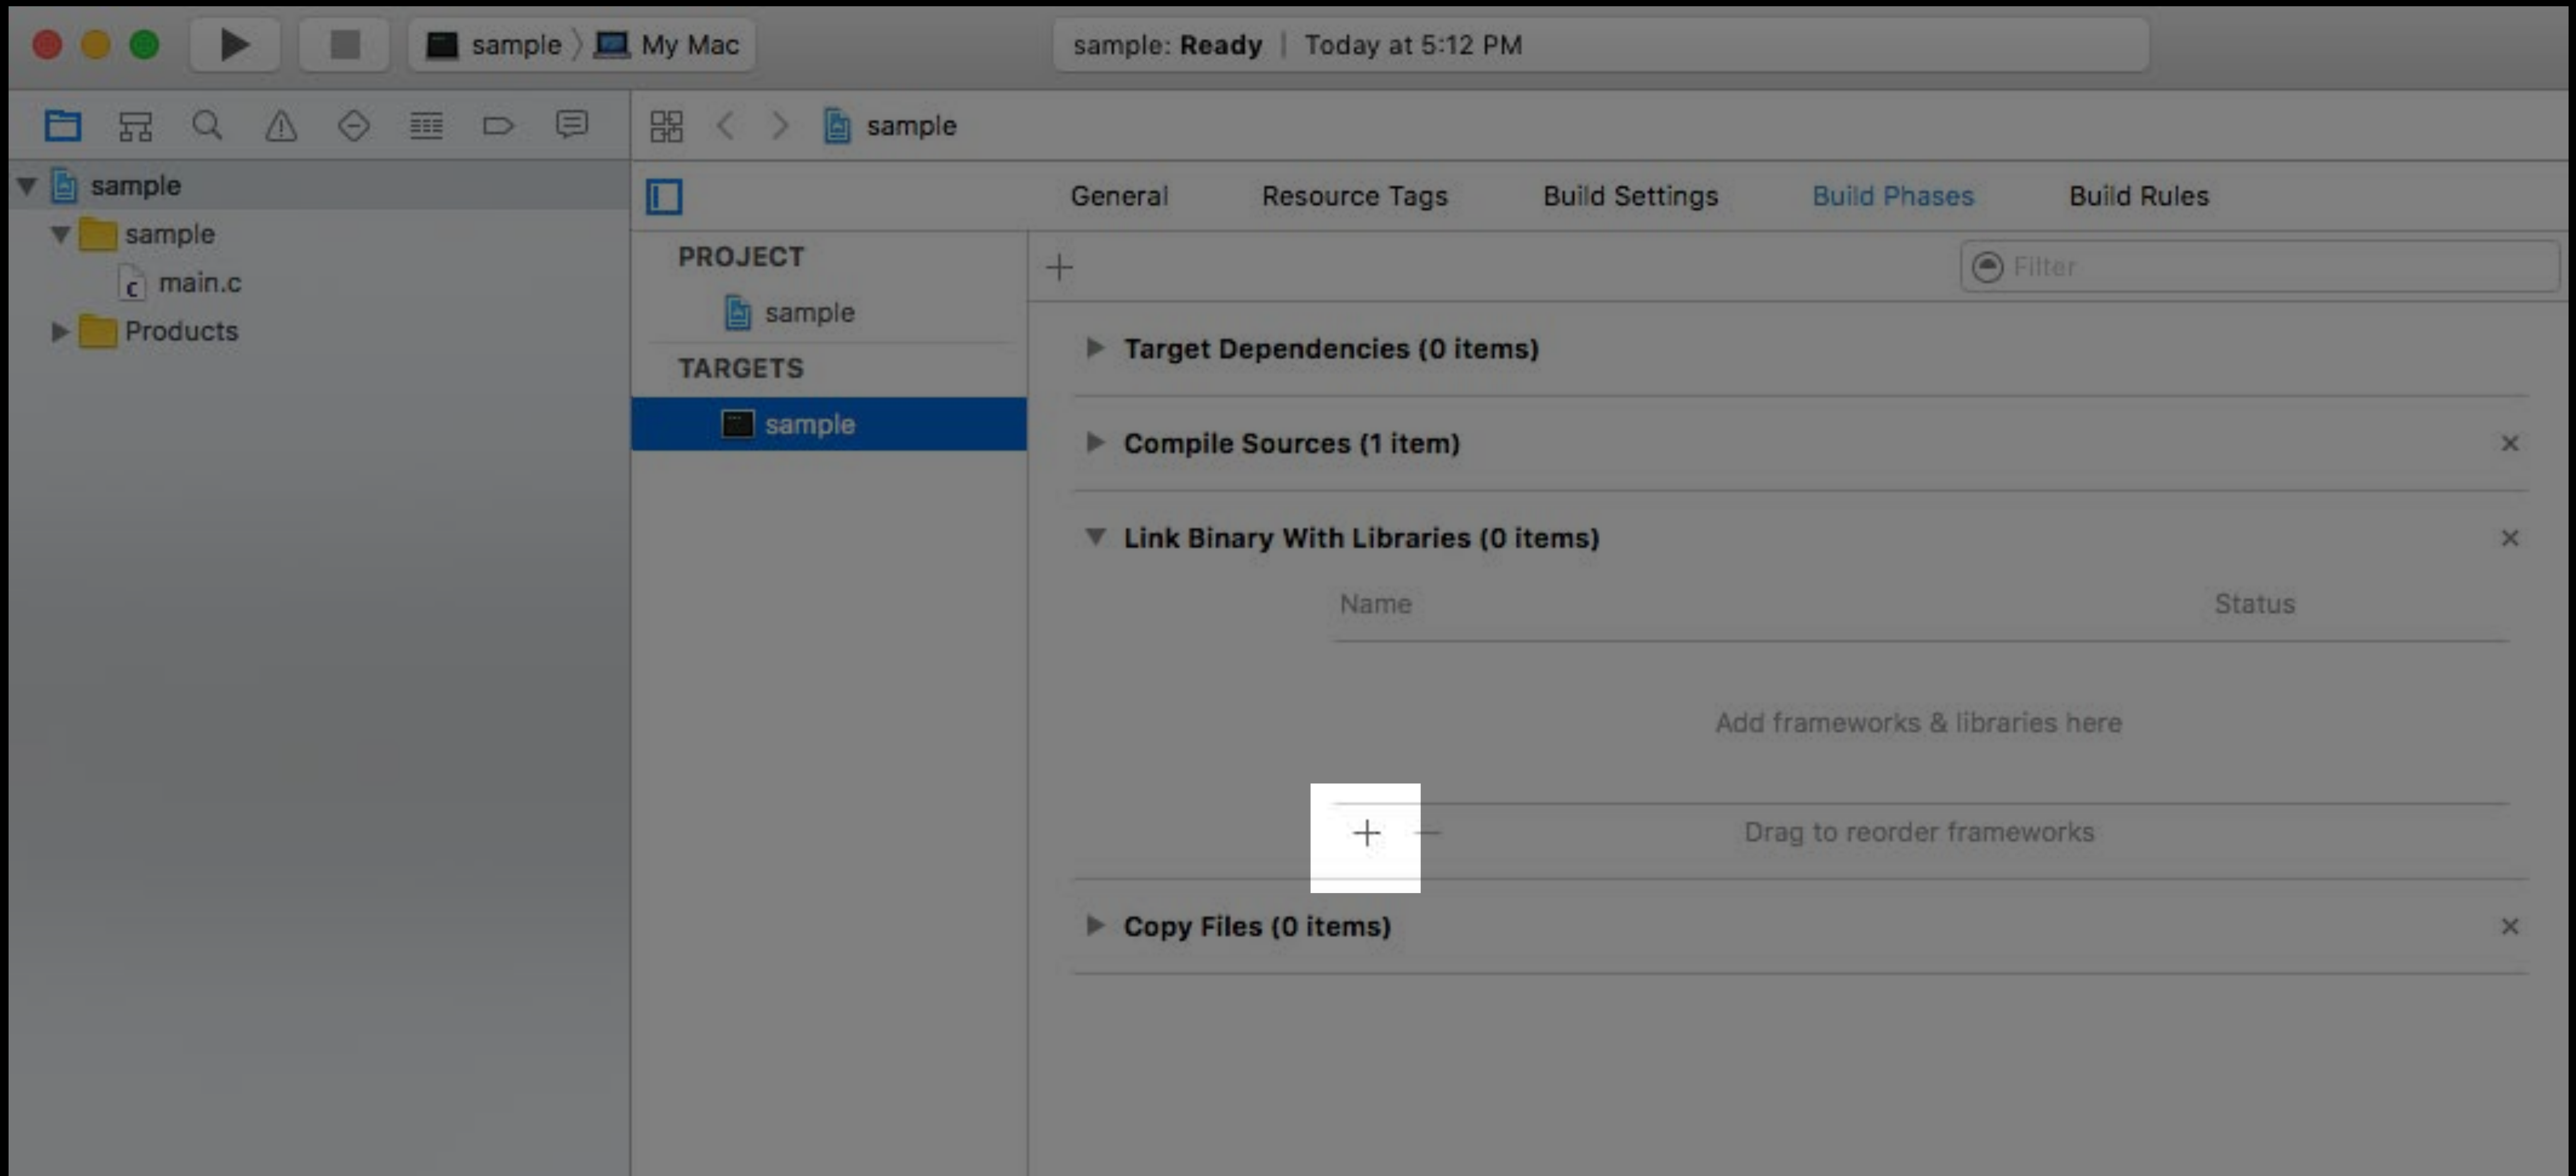 sample My Mac
sample: Ready | Today at 5:12 PM
sample
sample
sample
main.c
Products
General Resource Tags Build Settings Build Phases Build Rules
PROJECT
sample
TARGETS
sample
Filter
Target Dependencies (0 items)
Compile Sources (1 item)
Link Binary With Libraries (0 items)
Name Status
Add frameworks & libraries here
Drag to reorder frameworks
Copy Files (0 items)